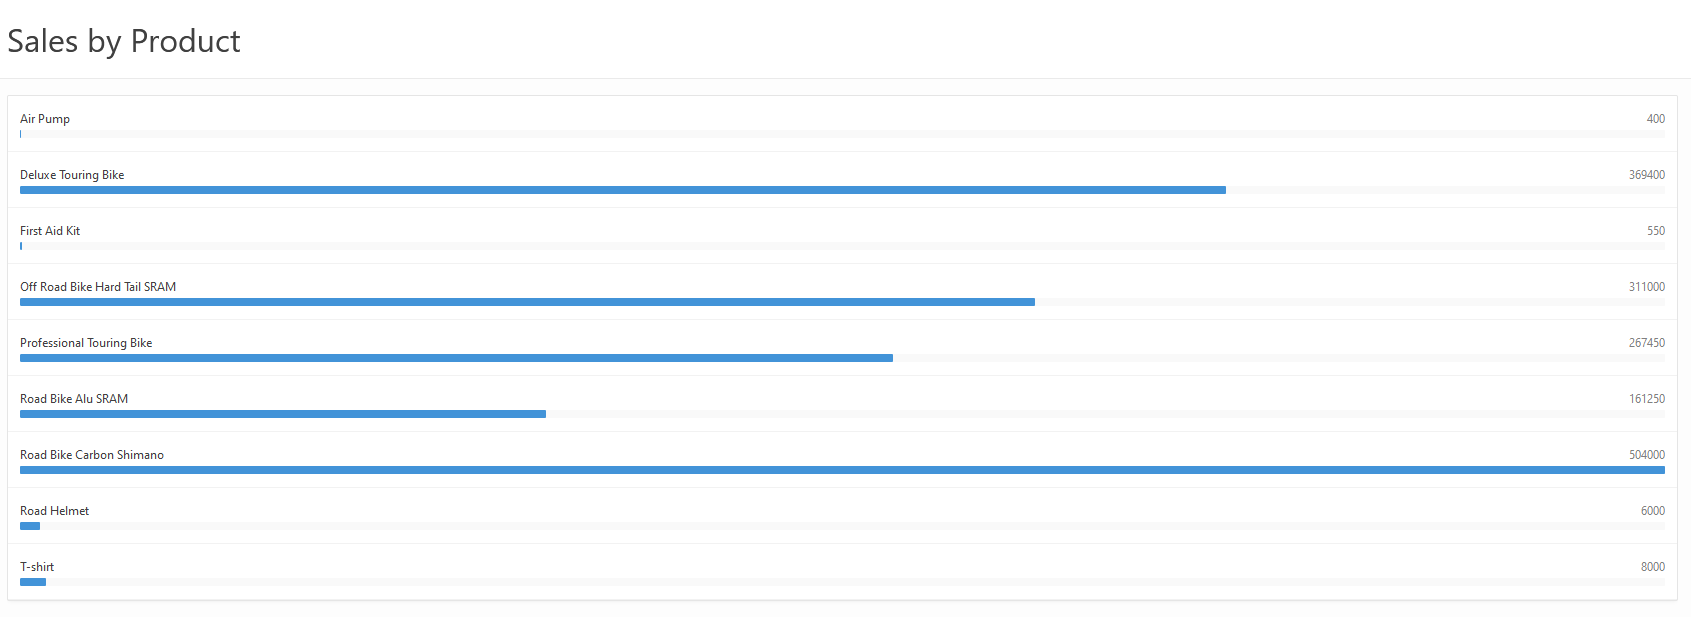 Sales by Product
Air Pump 400
Deluxe Touring Bike 369400
First Aid Kit 550
Off Road Bike Hard Tail SRAM 311000
Professional Touring Bike 267450
Road Bike Alu SRAM 161250
Road Bike Carbon Shimano 504000
Road Helmet 6000
T-shirt 8000